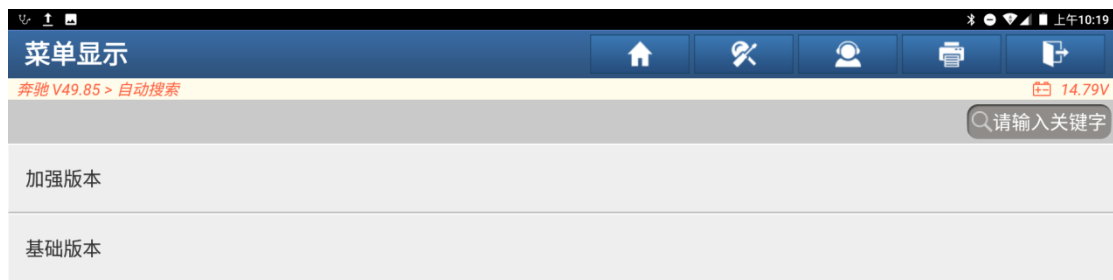 上午10:19
菜单显示
奔驰 V49.85 > 自动搜索 14.79V
请输入关键字
加强版本
基础版本